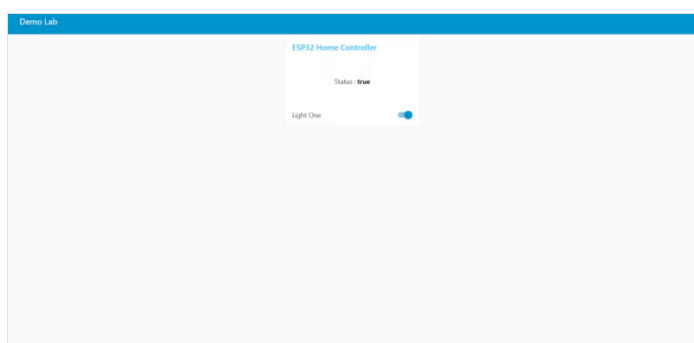 Demo Lab
ESP32 Home Controller
Status : true
Light One